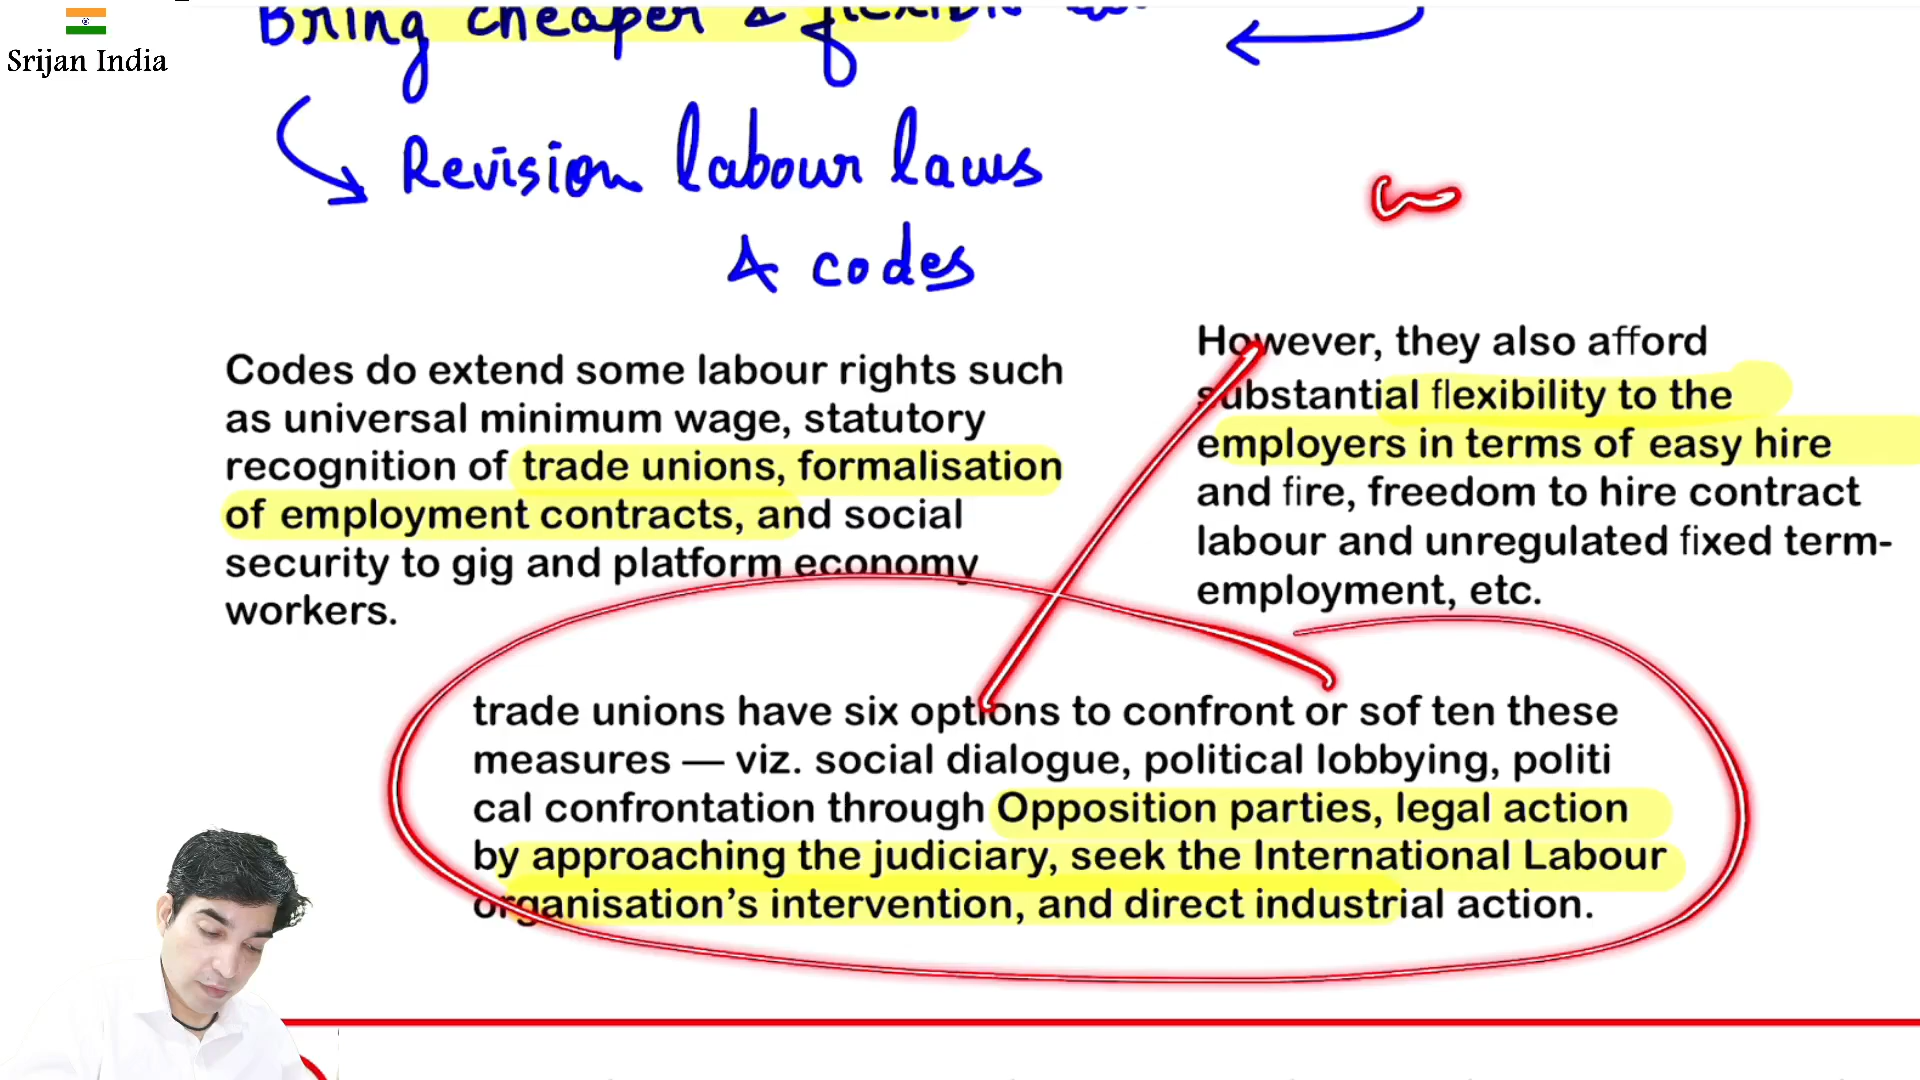 Srijan India
Bring cheaper & flexible
Revision labour laws
4 codes
Codes do extend some labour rights such
as universal minimum wage, statutory
recognition of trade unions, formalisation
of employment contracts, and social
security to gig and platform economy
workers.
However, they also afford
substantial flexibility to the
employers in terms of easy hire
and fire, freedom to hire contract
labour and unregulated fixed term-
employment, etc.
trade unions have six options to confront or sof ten these
measures — viz. social dialogue, political lobbying, politi
cal confrontation through Opposition parties, legal action
by approaching the judiciary, seek the International Labour
organisation’s intervention, and direct industrial action.